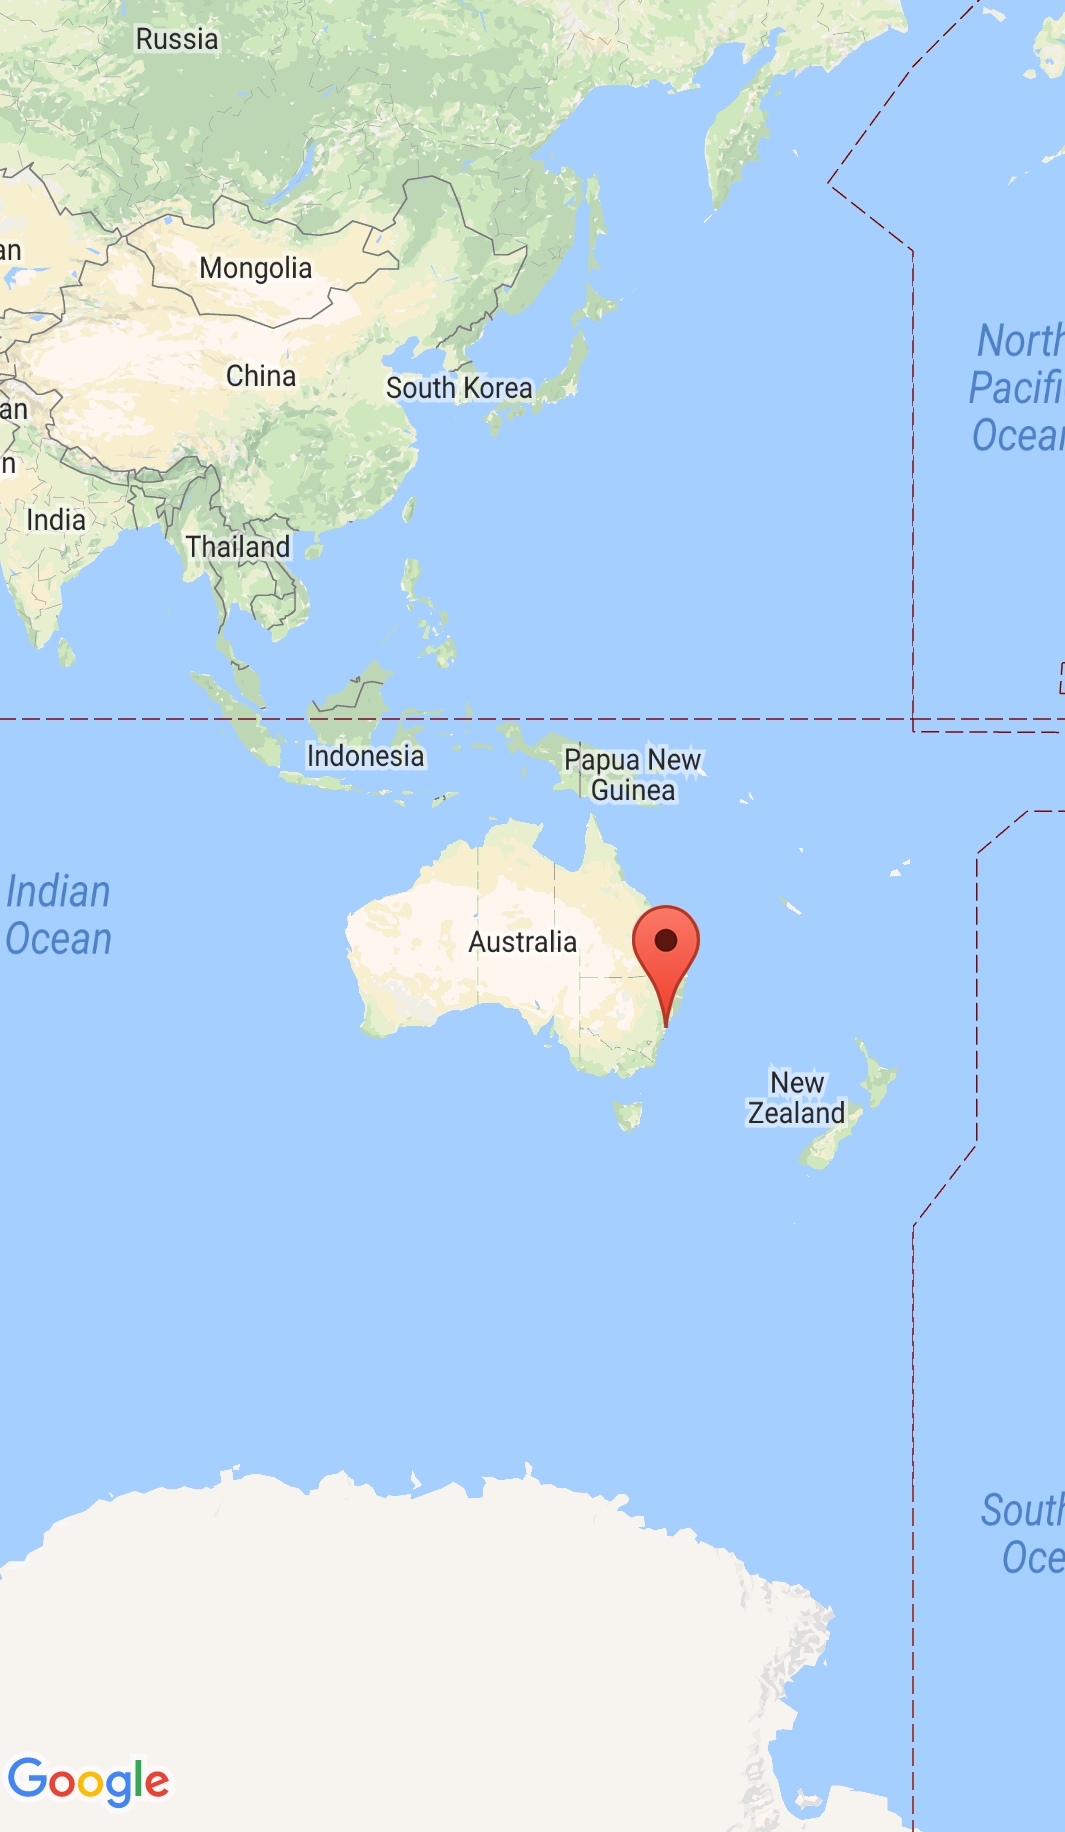 Russia
an
Mongolia
North
Pacifi
Ocean
China
South Korea
an
n
India
Thailand
Indonesia
Papua New
Guinea
Indian
Ocean
Australia
New
Zealand
South
Oce
Google